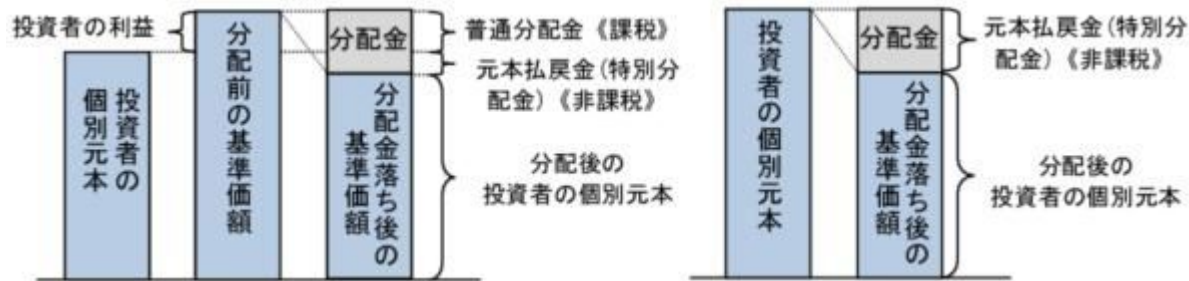 投資者の利益
投資者の
個別元本
分配前の基準価額
分配金
分配金落ち後の
基準価額
普通分配金《課税》
元本払戻金(特別分
配金)《非課税》
分配後の
投資者の個別元本
投資者の個別元本
分配金
分配金落ち後の
基準価額
元本払戻金(特別分
配金)《非課税》
分配後の
投資者の個別元本